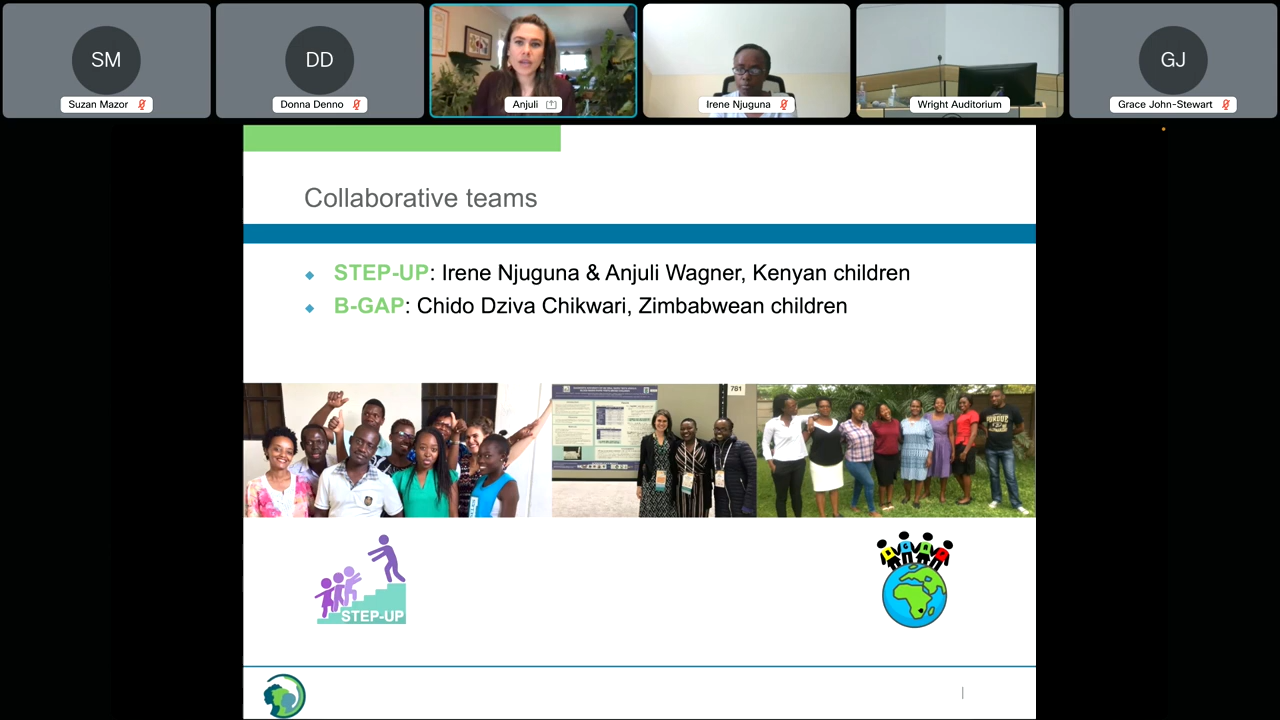 SM
DD
GJ
Suzan Mazor
Donna Denno
Anjuli
Irene Njuguna
Wright Auditorium
Grace John-Stewart
Collaborative teams
STEP-UP: Irene Njuguna & Anjuli Wagner, Kenyan children
B-GAP: Chido Dziva Chikwari, Zimbabwean children
781
STEP-UP